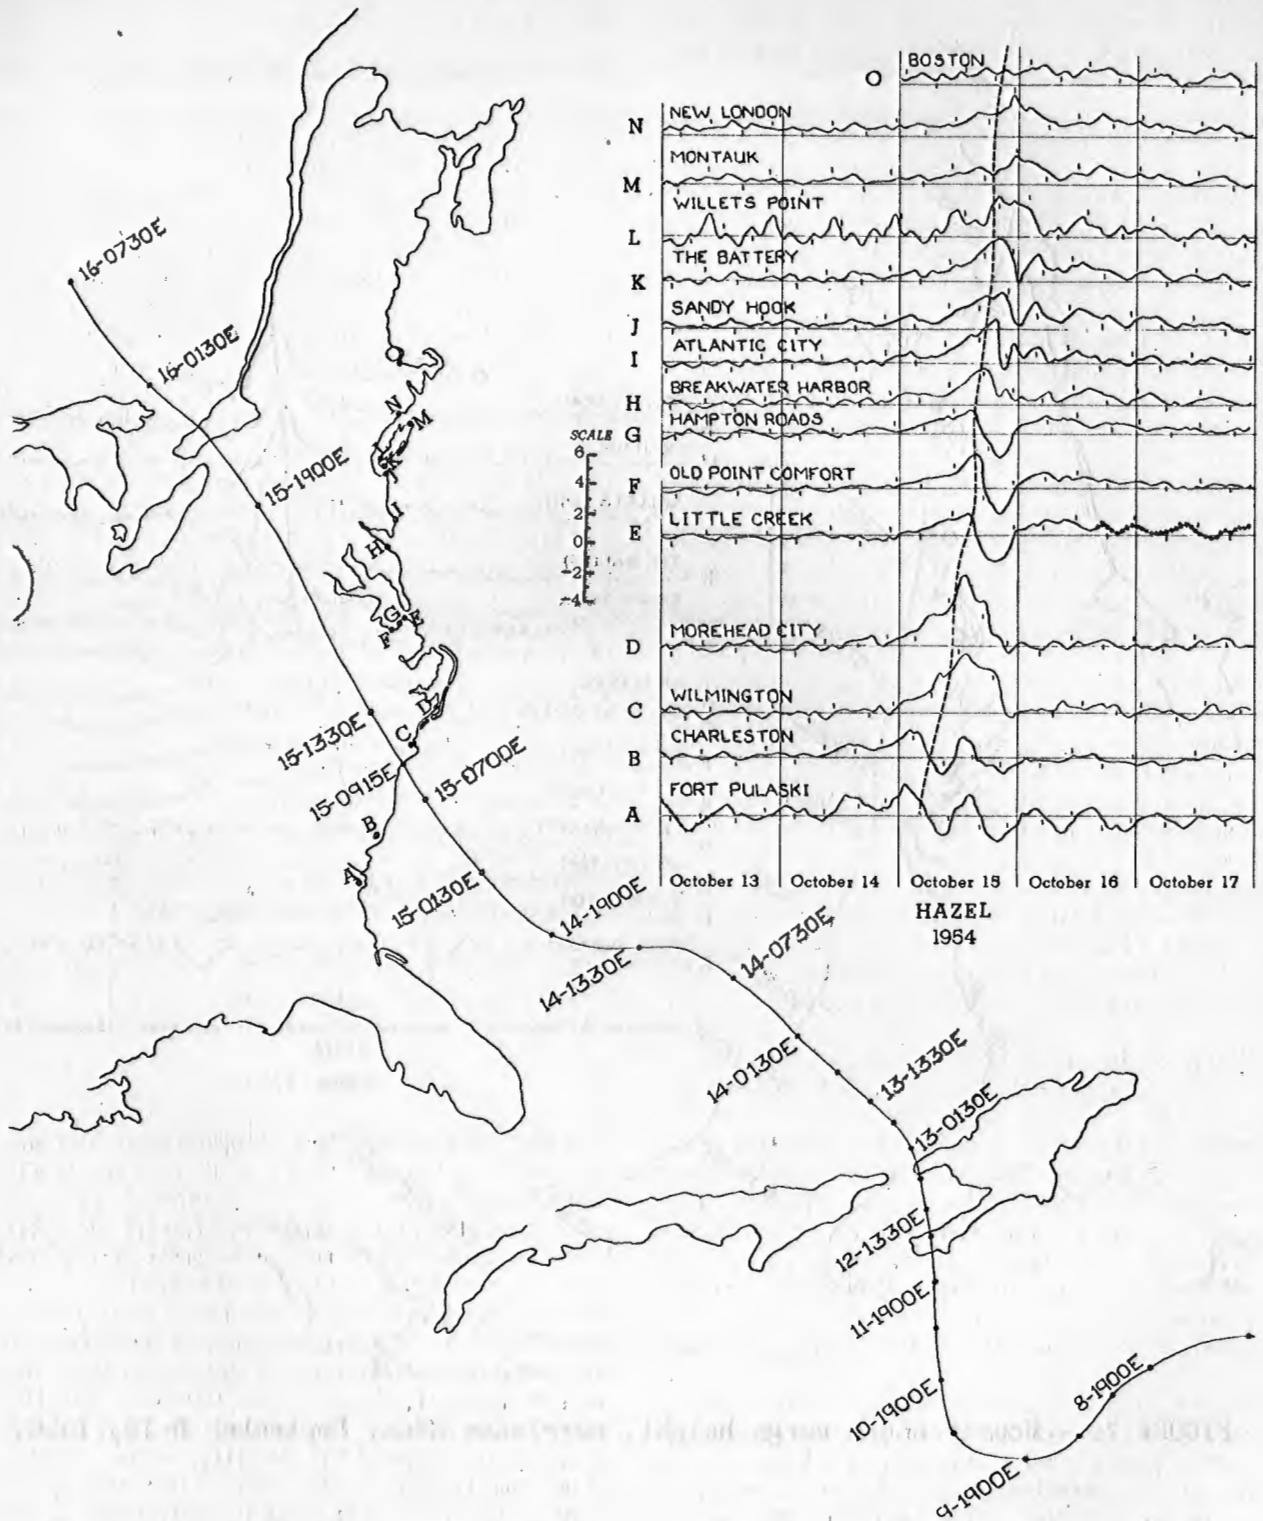 O BOSTON
N NEW LONDON
M MONTAUK
L WILLETS POINT
K THE BATTERY
J SANDY HOOK
I ATLANTIC CITY
H BREAKWATER HARBOR
G HAMPTON ROADS
F OLD POINT COMFORT
E LITTLE CREEK
D MOREHEAD CITY
C WILMINGTON
B CHARLESTON
A FORT PULASKI
SCALE
6
4
2
0
-2
-4
October 13 October 14 October 15 October 16 October 17
HAZEL
1954
16-0730E
16-0130E
15-1900E
15-1330E
15-0915E
15-0700E
15-0130E
14-1900E
14-1330E
14-0730E
14-0130E
13-1330E
13-0130E
12-1330E
11-1900E
10-1900E
9-1900E
8-1900E
O
N
M
K
H
G
E
F
D
C
B
A